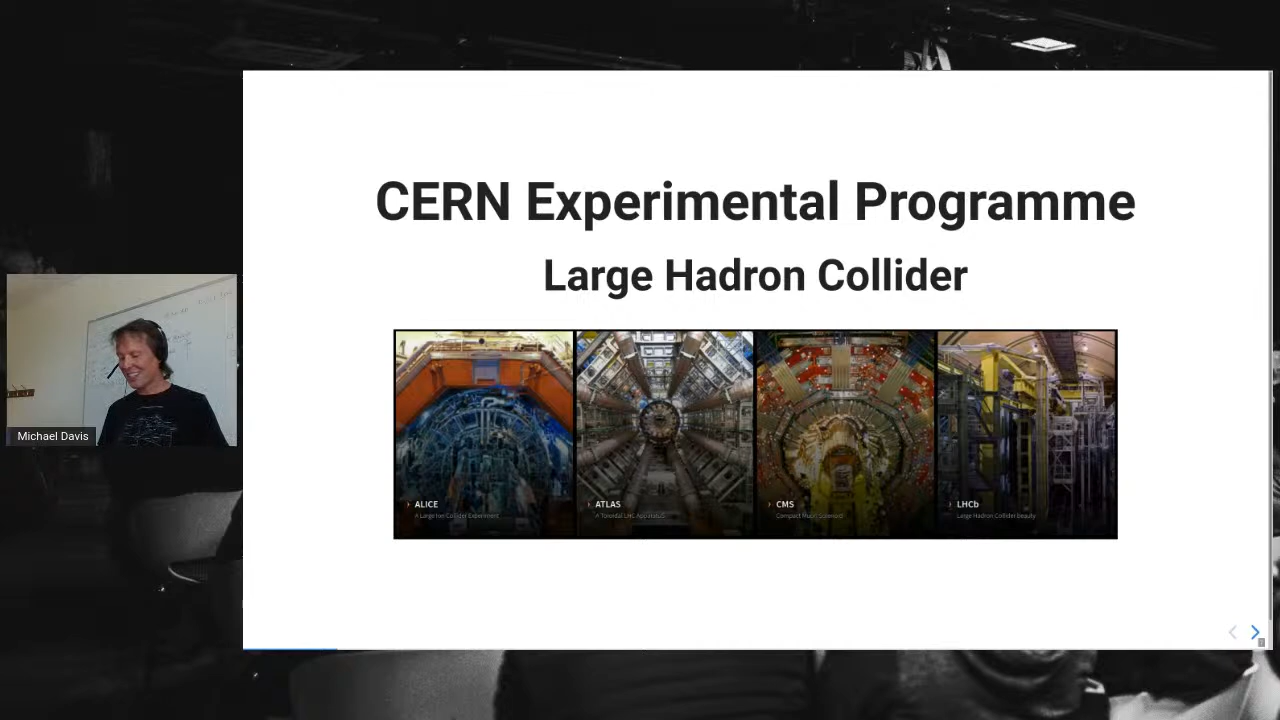 CERN Experimental Programme
Large Hadron Collider
ALICE
A Large Ion Collider Experiment
ATLAS
A Toroidal LHC Apparatus
CMS
Compact Muon Solenoid
LHCb
Large Hadron Collider beauty
Michael Davis